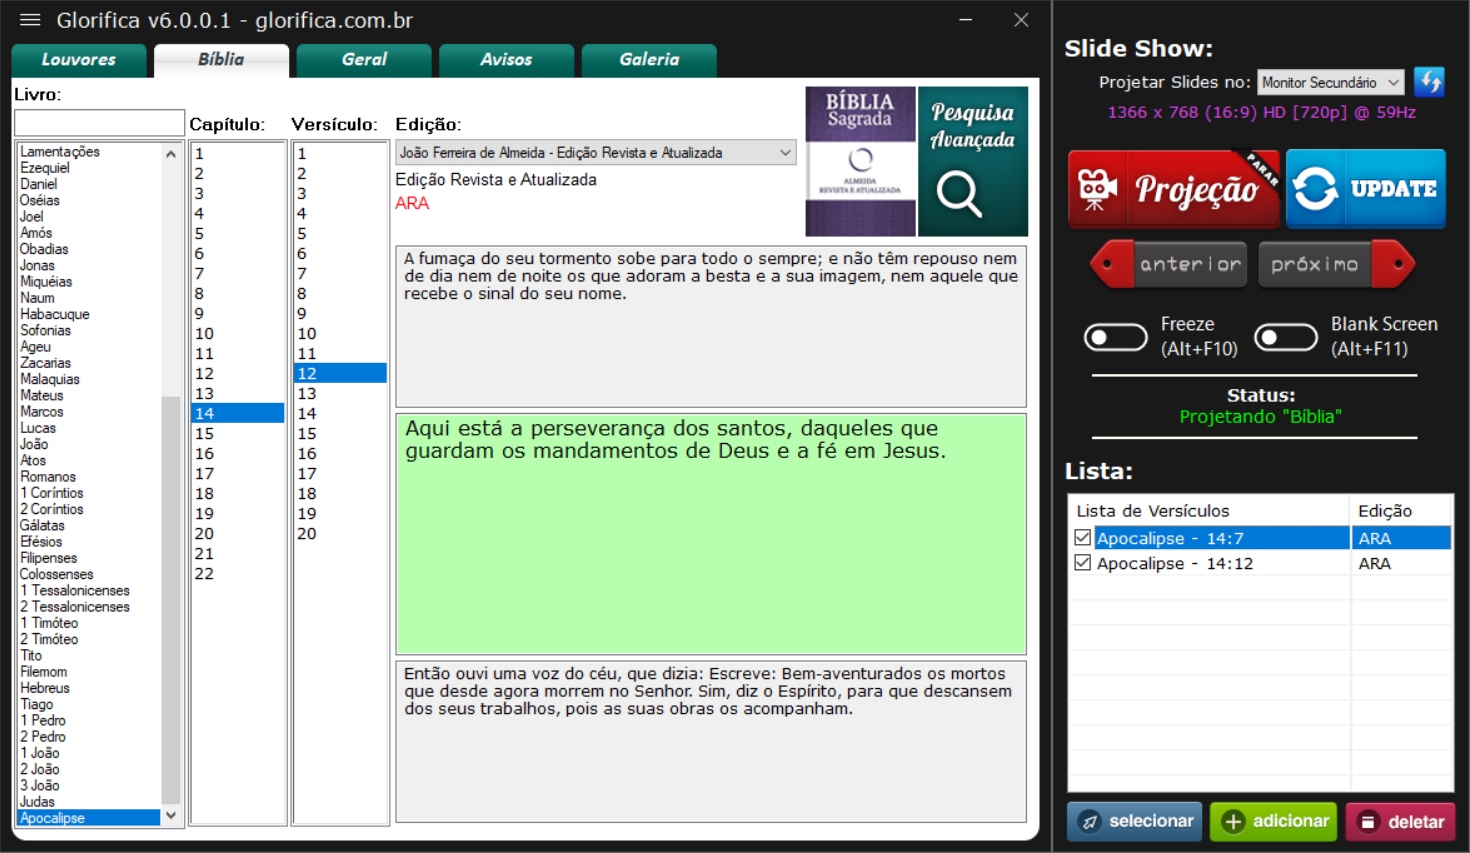 Glorifica v6.0.0.1 - glorifica.com.br
Louvores
Bíblia
Geral
Avisos
Galeria
Livro:
Capítulo:
Versículo:
Edição:
Lamentações
Ezequiel
Daniel
Oséias
Joel
Amós
Obadias
Jonas
Miquéias
Naum
Habacuque
Sofonias
Ageu
Zacarias
Malaquias
Mateus
Marcos
Lucas
João
Atos
Romanos
1 Coríntios
2 Coríntios
Gálatas
Efésios
Filipenses
Colossenses
1 Tessalonicenses
2 Tessalonicenses
1 Timóteo
2 Timóteo
Tito
Filemom
Hebreus
Tiago
1 Pedro
2 Pedro
1 João
2 João
3 João
Judas
Apocalipse
1
2
3
4
5
6
7
8
9
10
11
12
13
14
15
16
17
18
19
20
21
22
1
2
3
4
5
6
7
8
9
10
11
12
13
14
15
16
17
18
19
20
João Ferreira de Almeida - Edição Revista e Atualizada
Edição Revista e Atualizada
ARA
BÍBLIA
Sagrada
ALMEIDA
REVISTA E ATUALIZADA
Pesquisa
Avançada
A fumaça do seu tormento sobe para todo o sempre; e não têm repouso nem
de dia nem de noite os que adoram a besta e a sua imagem, nem aquele que
recebe o sinal do seu nome.
Aqui está a perseverança dos santos, daqueles que
guardam os mandamentos de Deus e a fé em Jesus.
Então ouvi uma voz do céu, que dizia: Escreve: Bem-aventurados os mortos
que desde agora morrem no Senhor. Sim, diz o Espírito, para que descansem
dos seus trabalhos, pois as suas obras os acompanham.
Slide Show:
Projetar Slides no: Monitor Secundário
1366 x 768 (16:9) HD [720p] @ 59Hz
Projeção
PARAR
UPDATE
anterior
próximo
Freeze
(Alt+F10)
Blank Screen
(Alt+F11)
Status:
Projetando "Bíblia"
Lista:
Lista de Versículos Edição
Apocalipse - 14:7 ARA
Apocalipse - 14:12 ARA
selecionar
adicionar
deletar